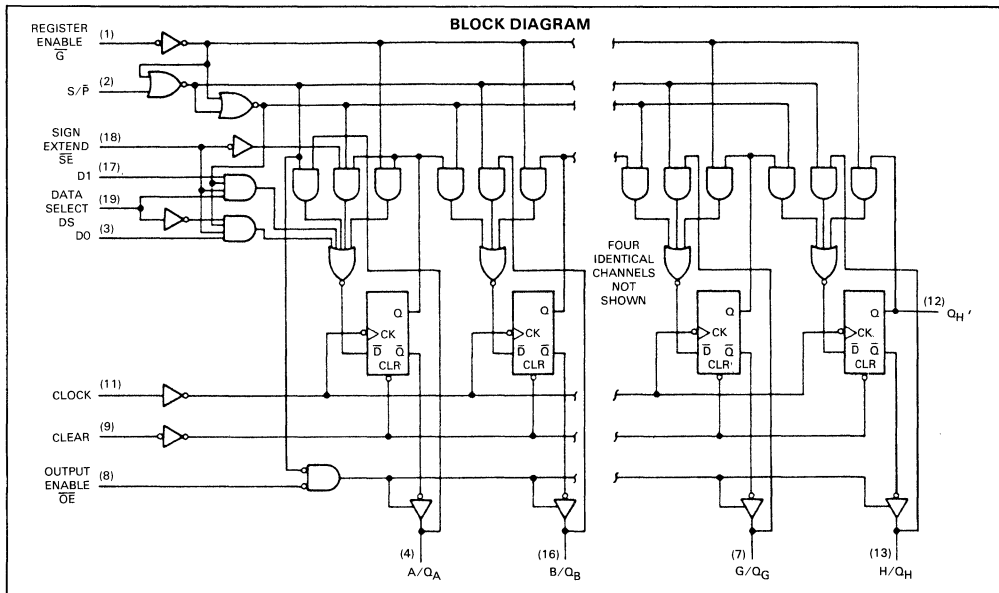 BLOCK DIAGRAM
REGISTER
ENABLE
G̅
(1)
S/P̅
(2)
SIGN
EXTEND
S̅E̅
(18)
D1
(17)
DATA
SELECT
DS
(19)
D0
(3)
FOUR
IDENTICAL
CHANNELS
NOT
SHOWN
Q
CK
D̅ Q̅
CLR
Q
CK
D̅ Q̅
CLR
Q
CK
D̅ Q̅
CLR
Q
CK
D̅ Q̅
CLR
(12)
QH'
CLOCK
(11)
CLEAR
(9)
OUTPUT
ENABLE
O̅E̅
(8)
(4)
A/QA
(16)
B/QB
(7)
G/QG
(13)
H/QH